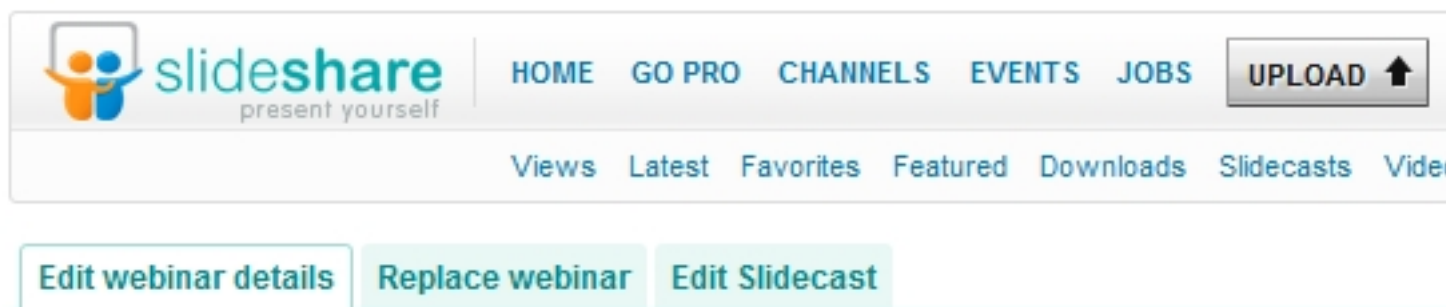 slideshare
present yourself
HOME GO PRO CHANNELS EVENTS JOBS UPLOAD
Views Latest Favorites Featured Downloads Slidecasts
Edit webinar details Replace webinar Edit Slidecast